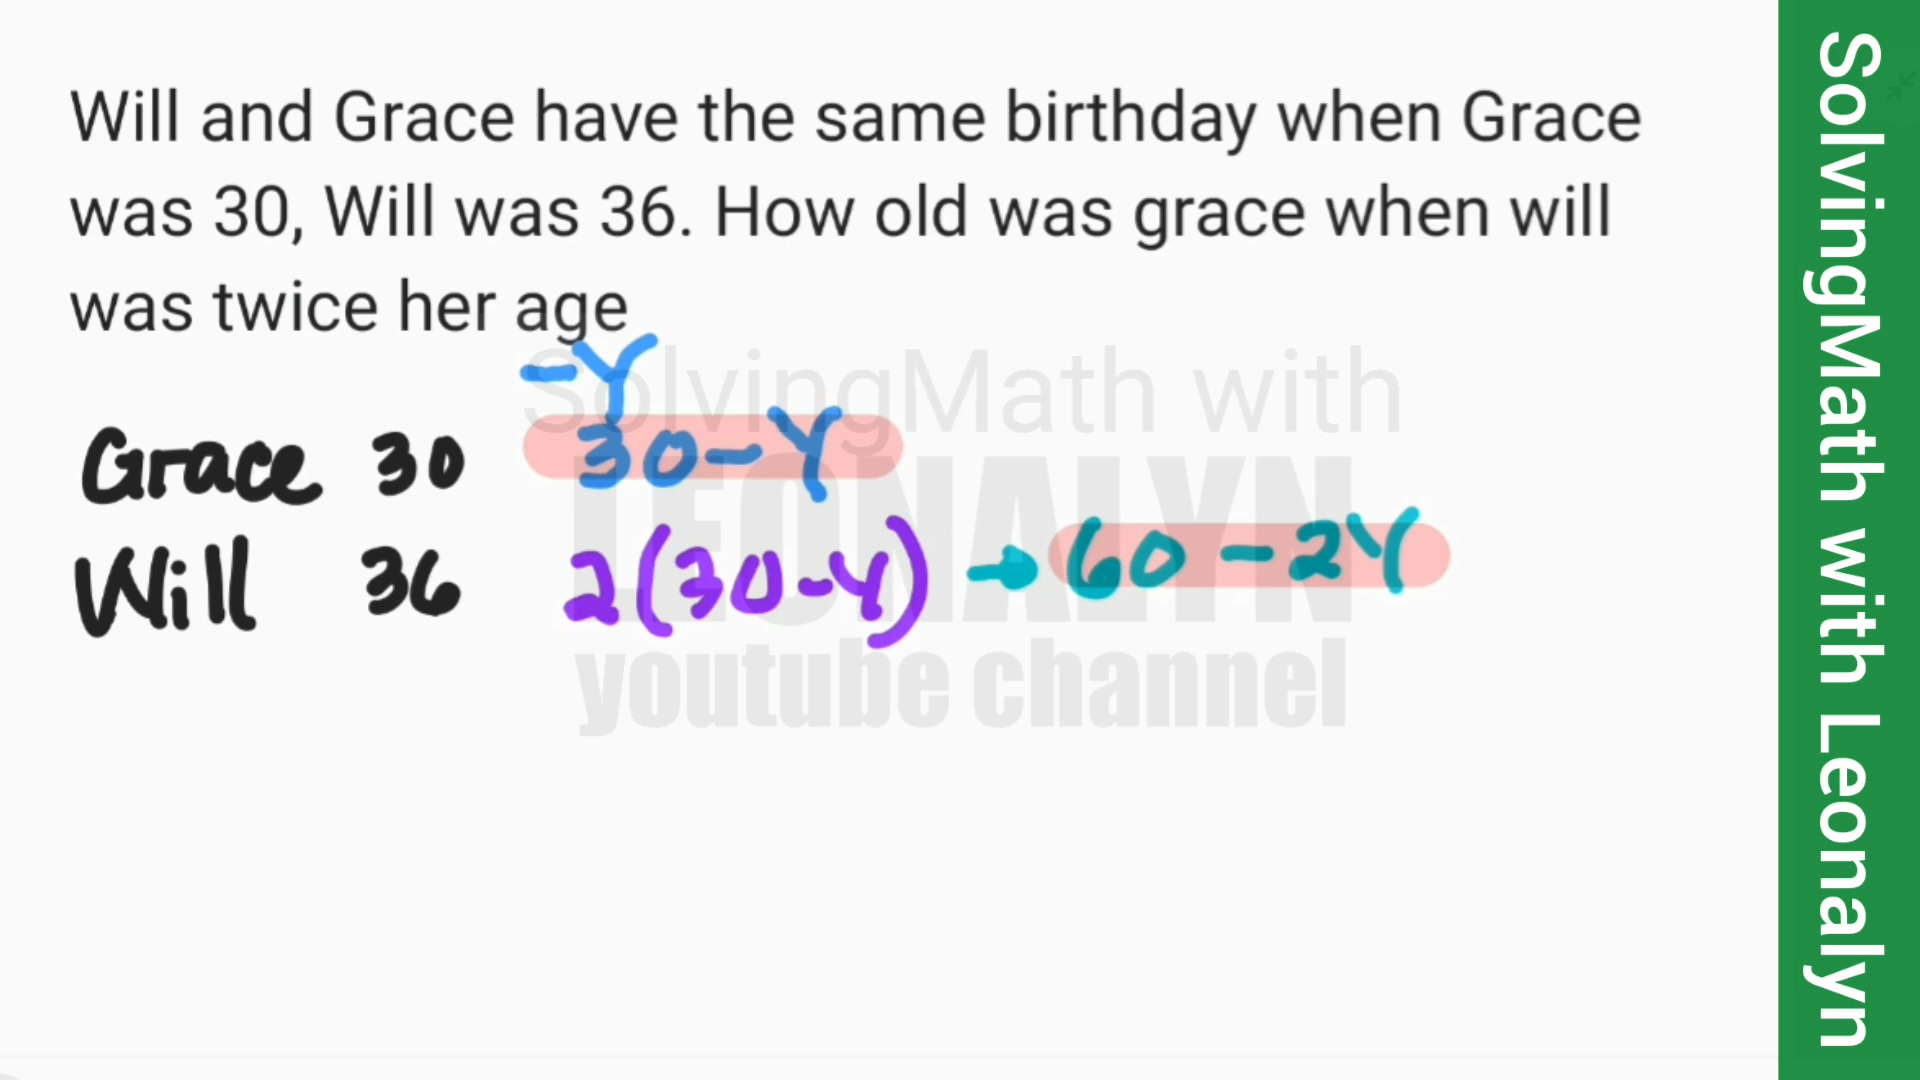 Will and Grace have the same birthday when Grace
was 30, Will was 36. How old was grace when will
was twice her age
-Y
Grace 30 30-Y
Will 36 2(30-Y) → 60-2Y
SolvingMath with
LEONALYN
youtube channel
SolvingMath with Leonalyn